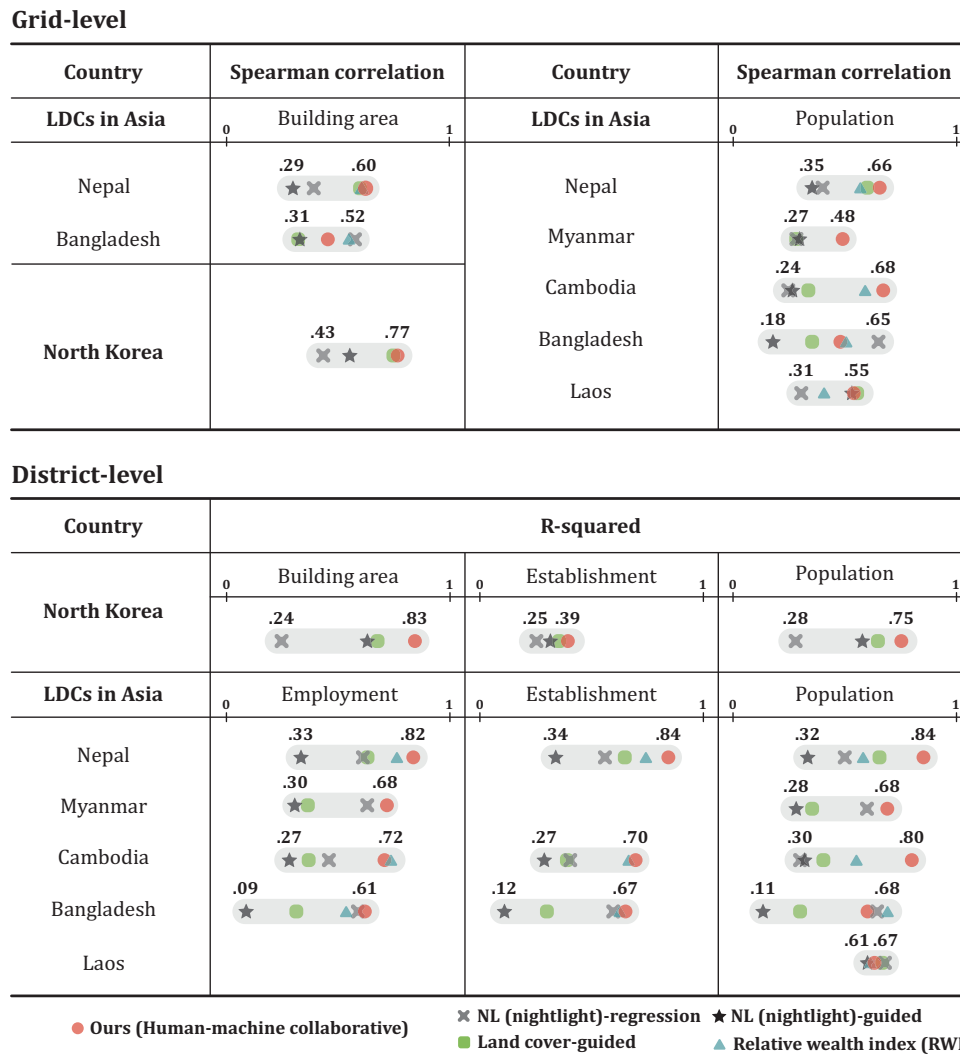 Grid-level
Country Spearman correlation Country Spearman correlation
LDCs in Asia 0 Building area 1 LDCs in Asia 0 Population 1
Nepal .29 .60 Nepal .35 .66
Bangladesh .31 .52 Myanmar .27 .48
Cambodia .24 .68
North Korea .43 .77 Bangladesh .18 .65
Laos .31 .55
District-level
Country R-squared
North Korea 0 Building area 1 0 Establishment 1 0 Population 1
.24 .83 .25 .39 .28 .75
LDCs in Asia 0 Employment 1 0 Establishment 1 0 Population 1
Nepal .33 .82 .34 .84 .32 .84
Myanmar .30 .68 .28 .68
Cambodia .27 .72 .27 .70 .30 .80
Bangladesh .09 .61 .12 .67 .11 .68
Laos .61 .67
Ours (Human-machine collaborative) NL (nightlight)-regression NL (nightlight)-guided
Land cover-guided Relative wealth index